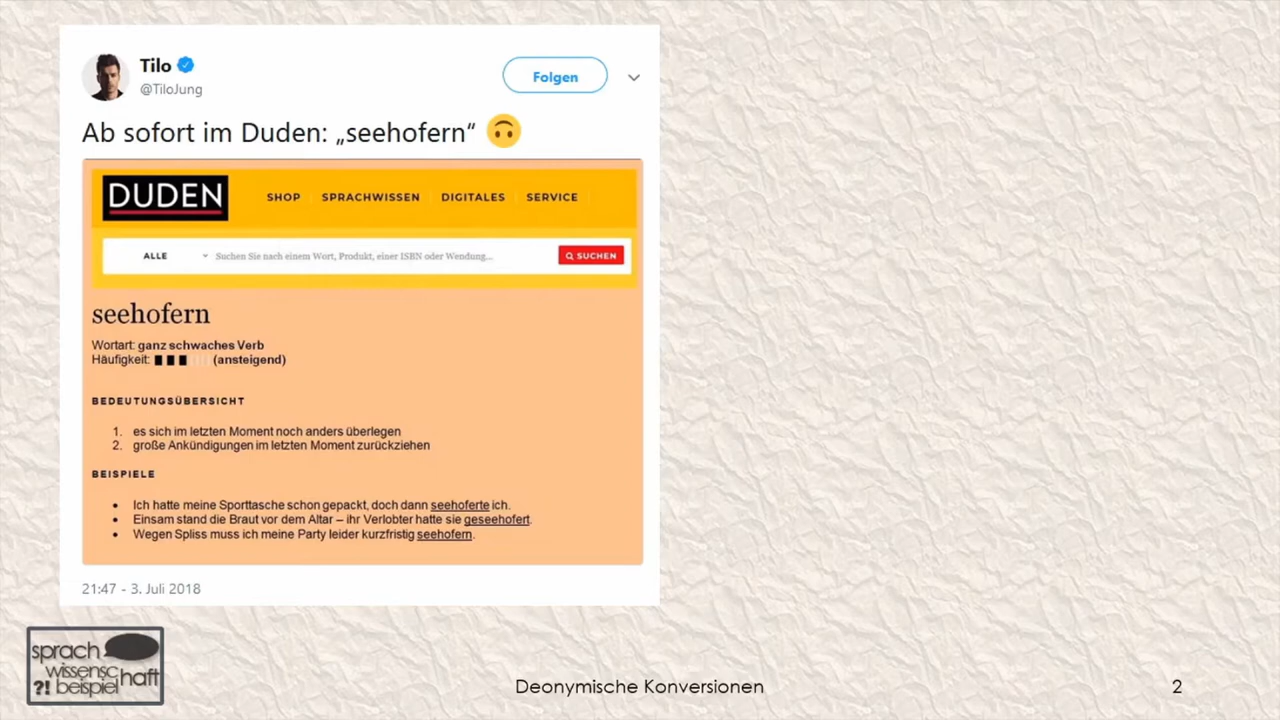 Tilo
@TiloJung
Folgen
Ab sofort im Duden: „seehofern“ 🙃
DUDEN
SHOP SPRACHWISSEN DIGITALES SERVICE
ALLE Suchen Sie nach einem Wort, Produkt, einer ISBN oder Wendung... SUCHEN
seehofern
Wortart: ganz schwaches Verb
Häufigkeit: (ansteigend)
BEDEUTUNGSÜBERSICHT
1. es sich im letzten Moment noch anders überlegen
2. große Ankündigungen im letzten Moment zurückziehen
BEISPIELE
• Ich hatte meine Sporttasche schon gepackt, doch dann seehoferte ich.
• Einsam stand die Braut vor dem Altar – ihr Verlobter hatte sie geseehofert.
• Wegen Spliss muss ich meine Party leider kurzfristig seehofern.
21:47 - 3. Juli 2018
sprach
wissensc
haft
?! beispiel
Deonymische Konversionen
2